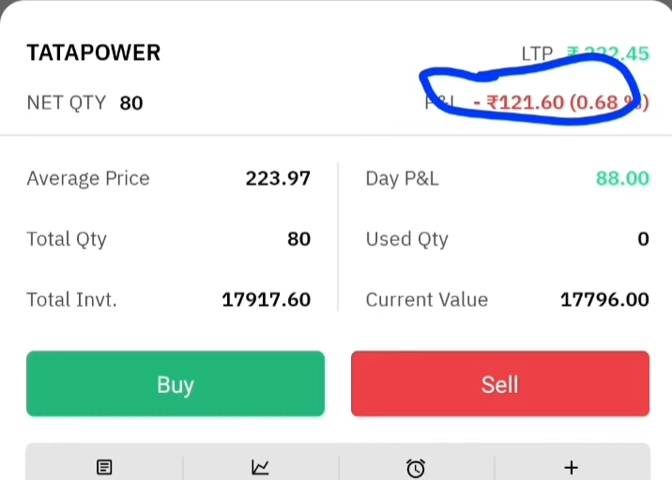 TATAPOWER LTP ₹ 222.45
NET QTY 80 P&L - ₹121.60 (0.68 %)
Average Price 223.97 Day P&L 88.00
Total Qty 80 Used Qty 0
Total Invt. 17917.60 Current Value 17796.00
Buy Sell